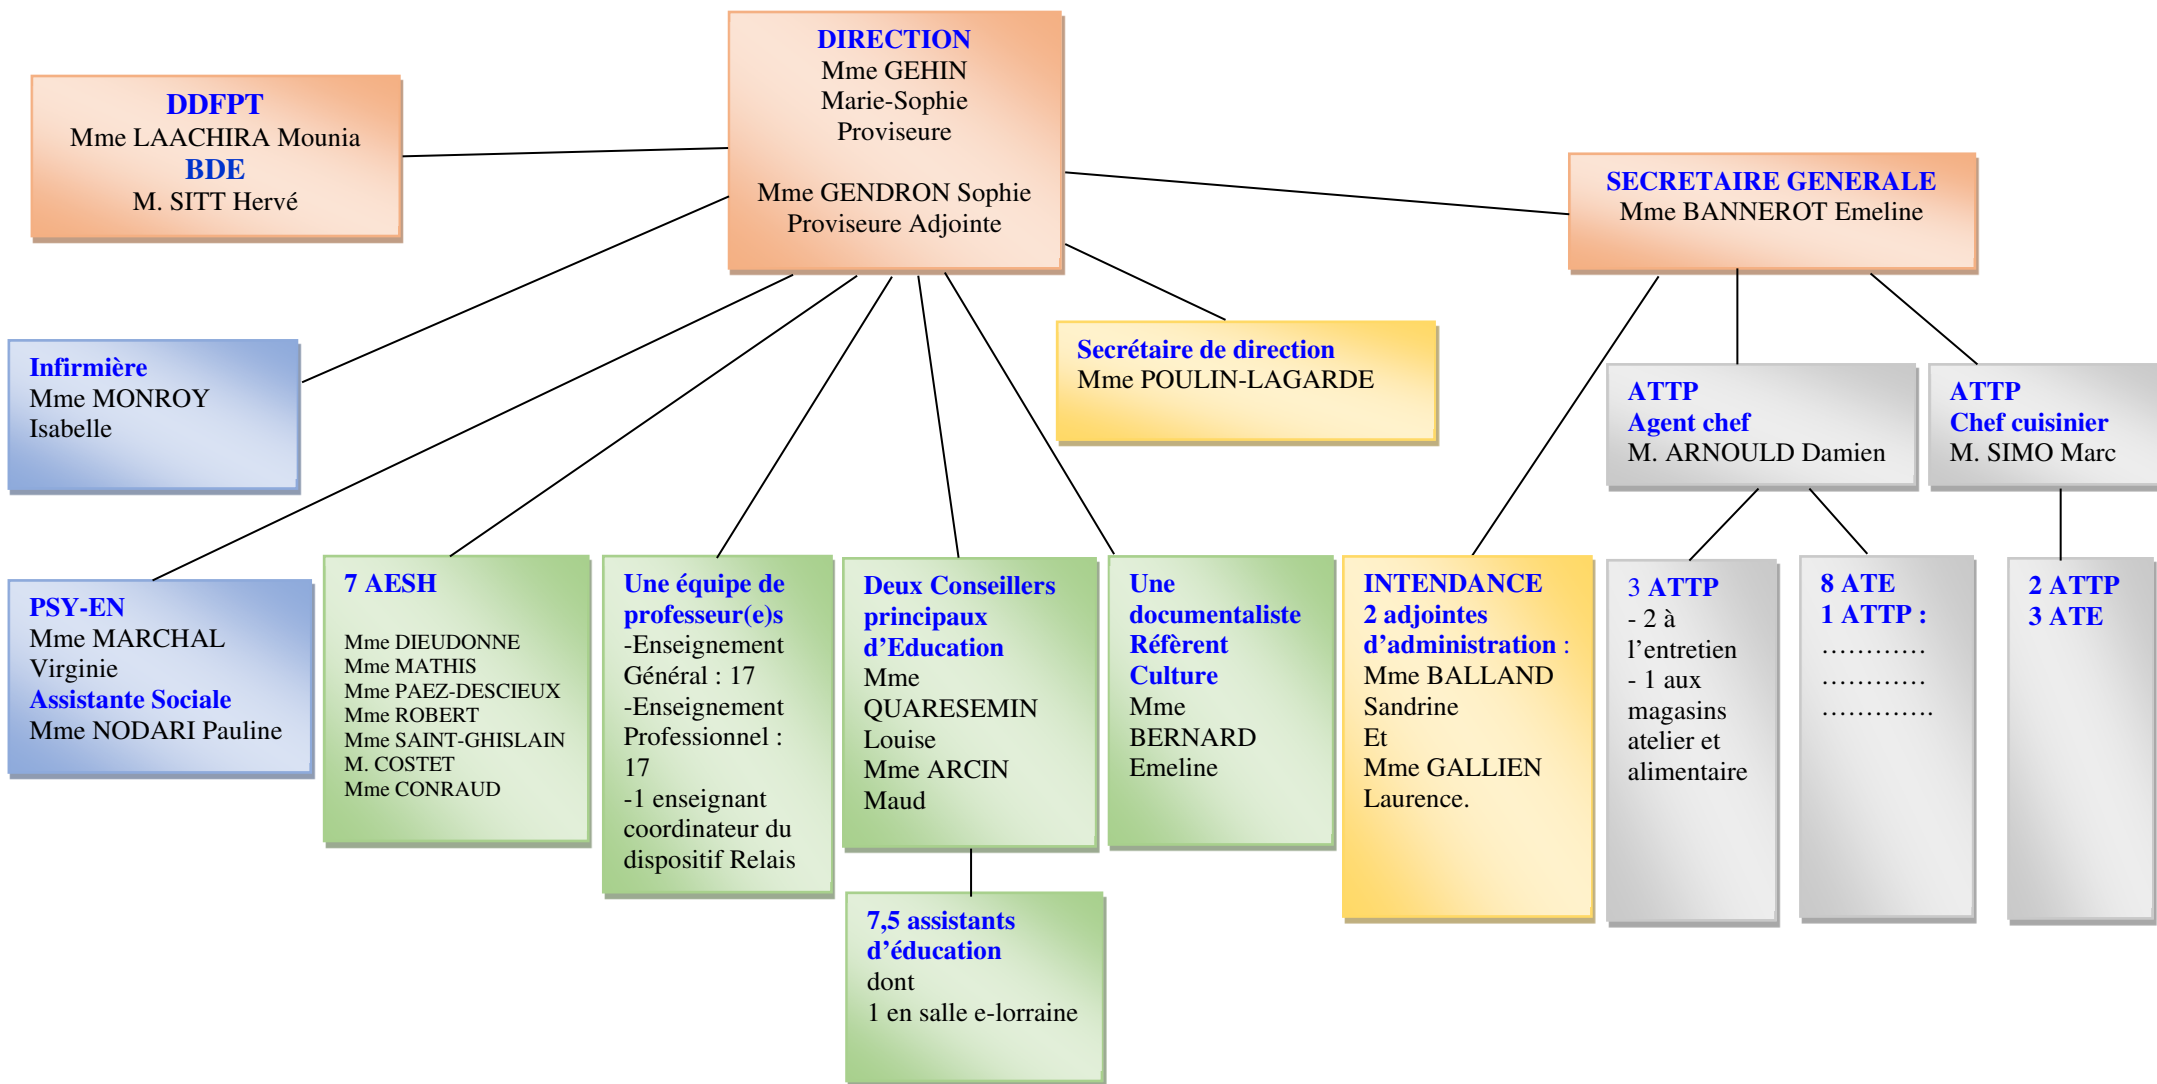 DIRECTION
Mme GEHIN
Marie-Sophie
Proviseure
Mme GENDRON Sophie
Proviseure Adjointe
DDFPT
Mme LAACHIRA Mounia
BDE
M. SITT Hervé
SECRETAIRE GENERALE
Mme BANNEROT Emeline
Infirmière
Mme MONROY
Isabelle
Secrétaire de direction
Mme POULIN-LAGARDE
ATTP
Agent chef
M. ARNOULD Damien
ATTP
Chef cuisinier
M. SIMO Marc
PSY-EN
Mme MARCHAL
Virginie
Assistante Sociale
Mme NODARI Pauline
7 AESH
Mme DIEUDONNE
Mme MATHIS
Mme PAEZ-DESCIEUX
Mme ROBERT
Mme SAINT-GHISLAIN
M. COSTET
Mme CONRAUD
Une équipe de
professeur(e)s
-Enseignement
Général : 17
-Enseignement
Professionnel :
17
-1 enseignant
coordinateur du
dispositif Relais
Deux Conseillers
principaux
d’Education
Mme
QUARESEMIN
Louise
Mme ARCIN
Maud
Une
documentaliste
Réfèrent
Culture
Mme
BERNARD
Emeline
INTENDANCE
2 adjointes
d’administration :
Mme BALLAND
Sandrine
Et
Mme GALLIEN
Laurence.
3 ATTP
- 2 à
l’entretien
- 1 aux
magasins
atelier et
alimentaire
8 ATE
1 ATTP :
…………
…………
………….
2 ATTP
3 ATE
7,5 assistants
d’éducation
dont
1 en salle e-lorraine